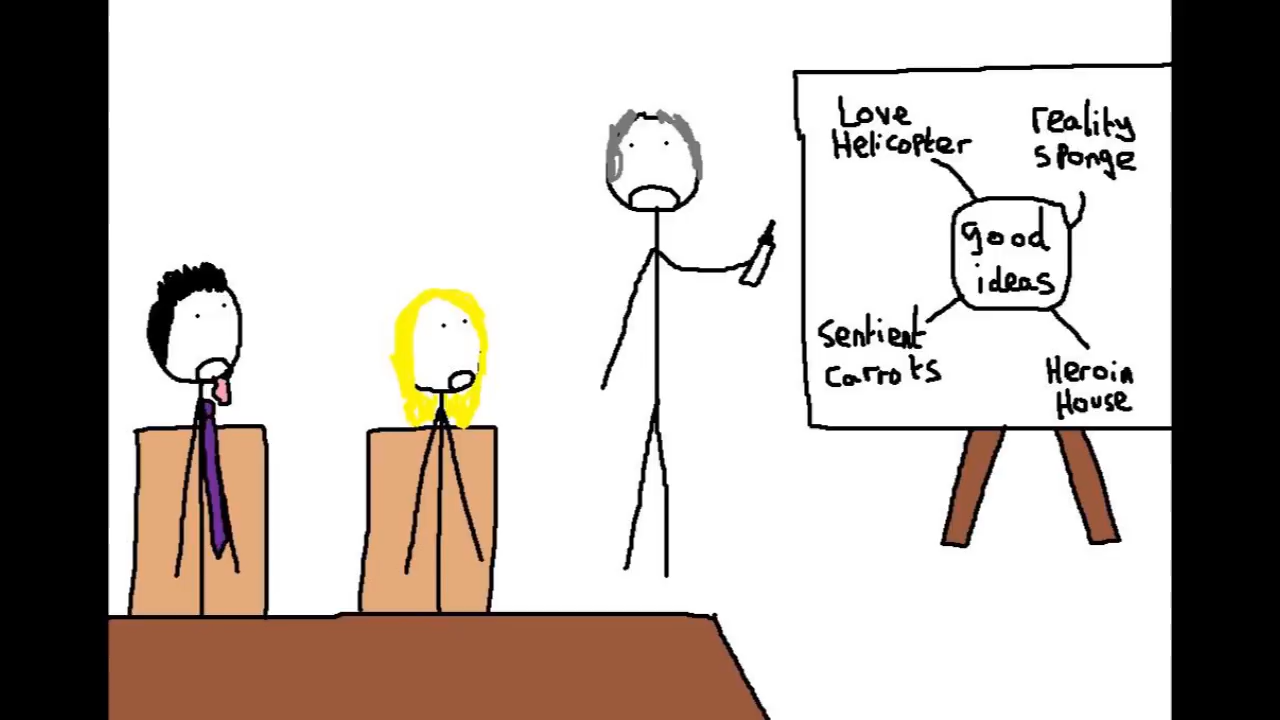 Love
Helicopter
reality
sponge
good
ideas
Sentient
carrots
Heroin
House